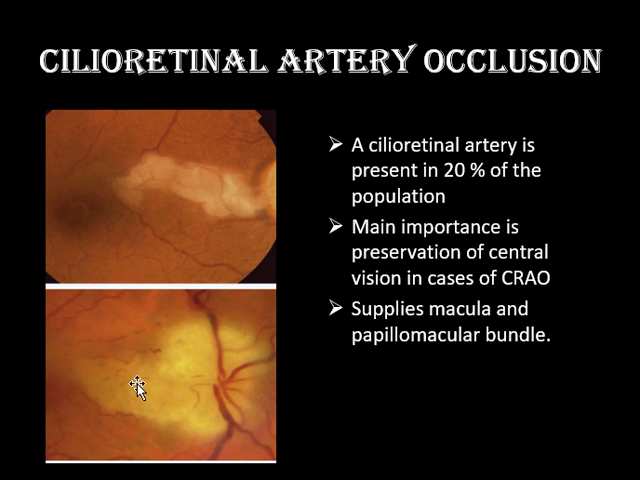 CILIORETINAL ARTERY OCCLUSION
➢ A cilioretinal artery is
present in 20 % of the
population
➢ Main importance is
preservation of central
vision in cases of CRAO
➢ Supplies macula and
papillomacular bundle.